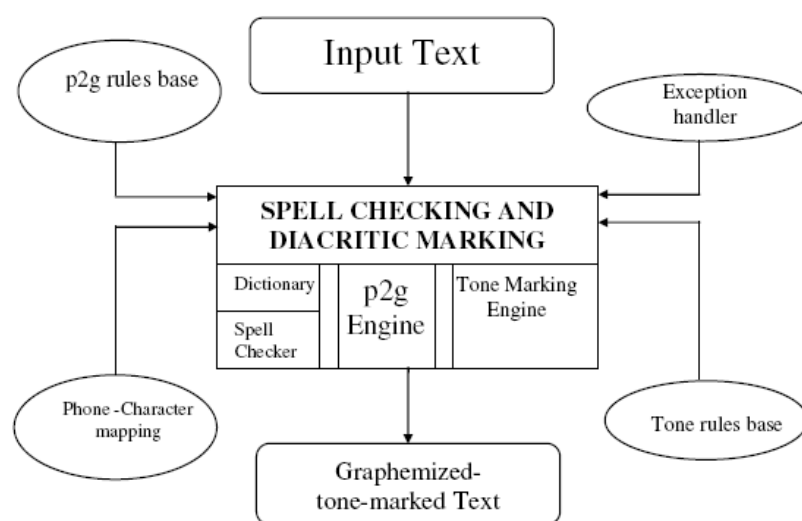 Input Text
p2g rules base
Exception
handler
SPELL CHECKING AND
DIACRITIC MARKING
Dictionary
Spell
Checker
p2g
Engine
Tone Marking
Engine
Phone -Character
mapping
Tone rules base
Graphemized-
tone-marked Text